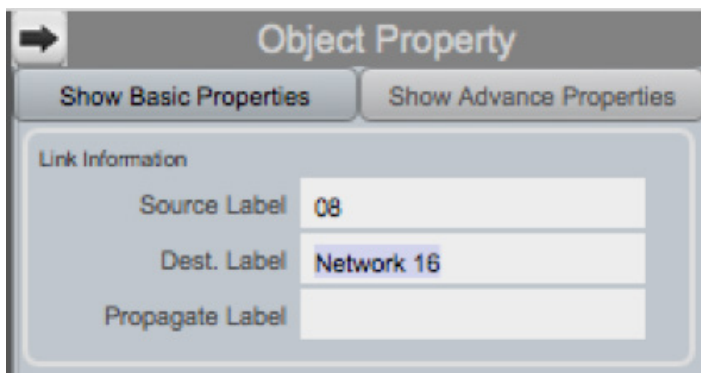 Object Property
Show Basic Properties Show Advance Properties
Link Information
Source Label 08
Dest. Label Network 16
Propagate Label